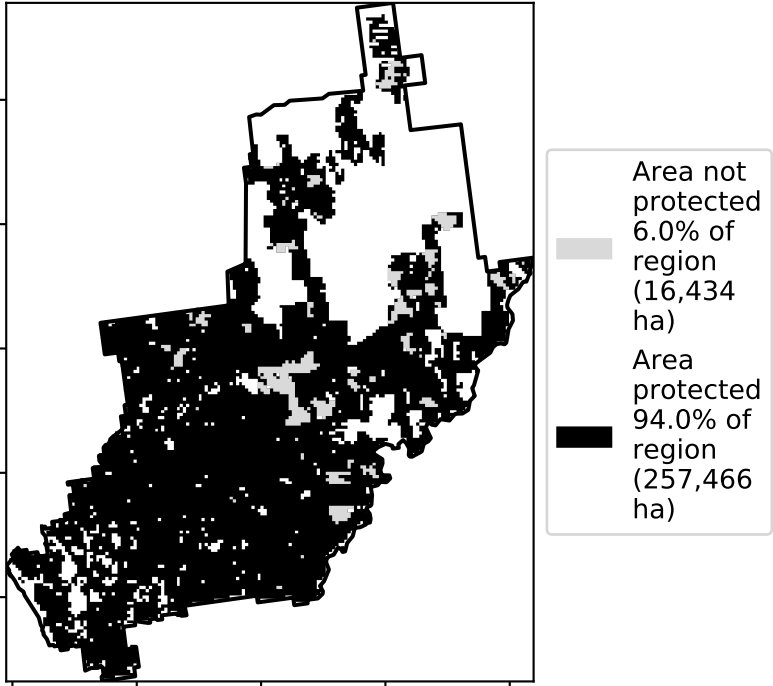 Area not
protected
6.0% of
region
(16,434
ha)
Area
protected
94.0% of
region
(257,466
ha)